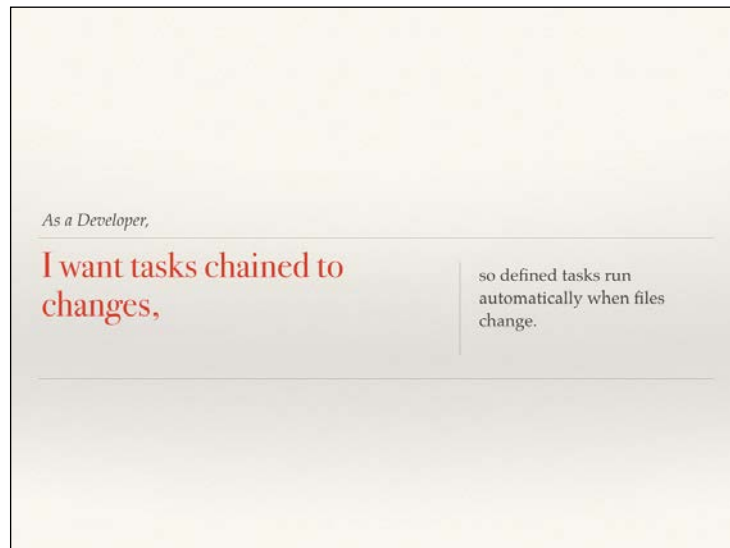 As a Developer,
I want tasks chained to
changes,
so defined tasks run
automatically when files
change.